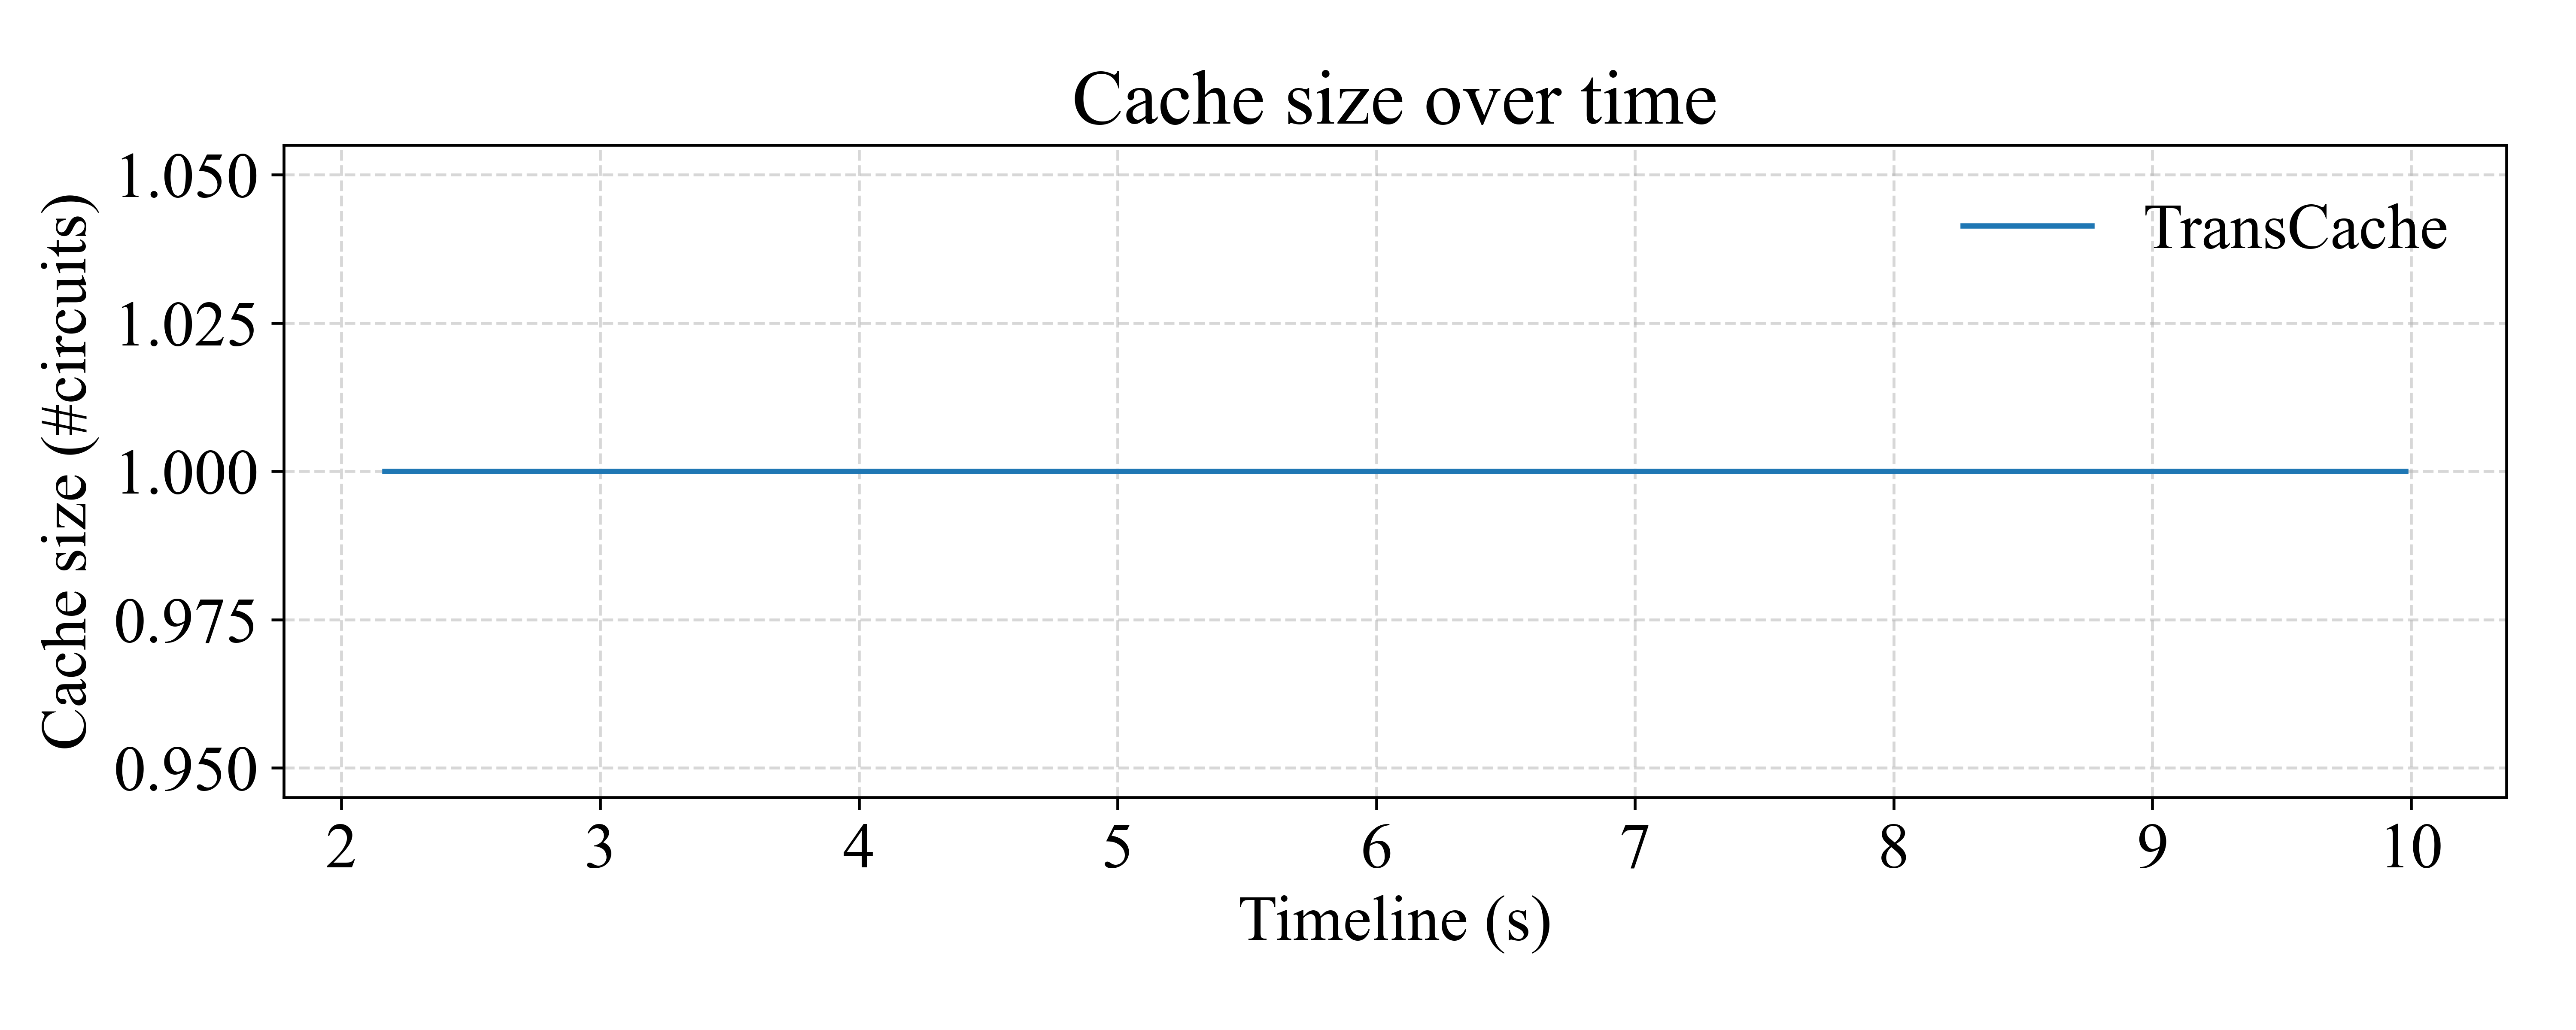 Cache size over time
Cache size (#circuits)
1.050
1.025
1.000
0.975
0.950
TransCache
2 3 4 5 6 7 8 9 10
Timeline (s)